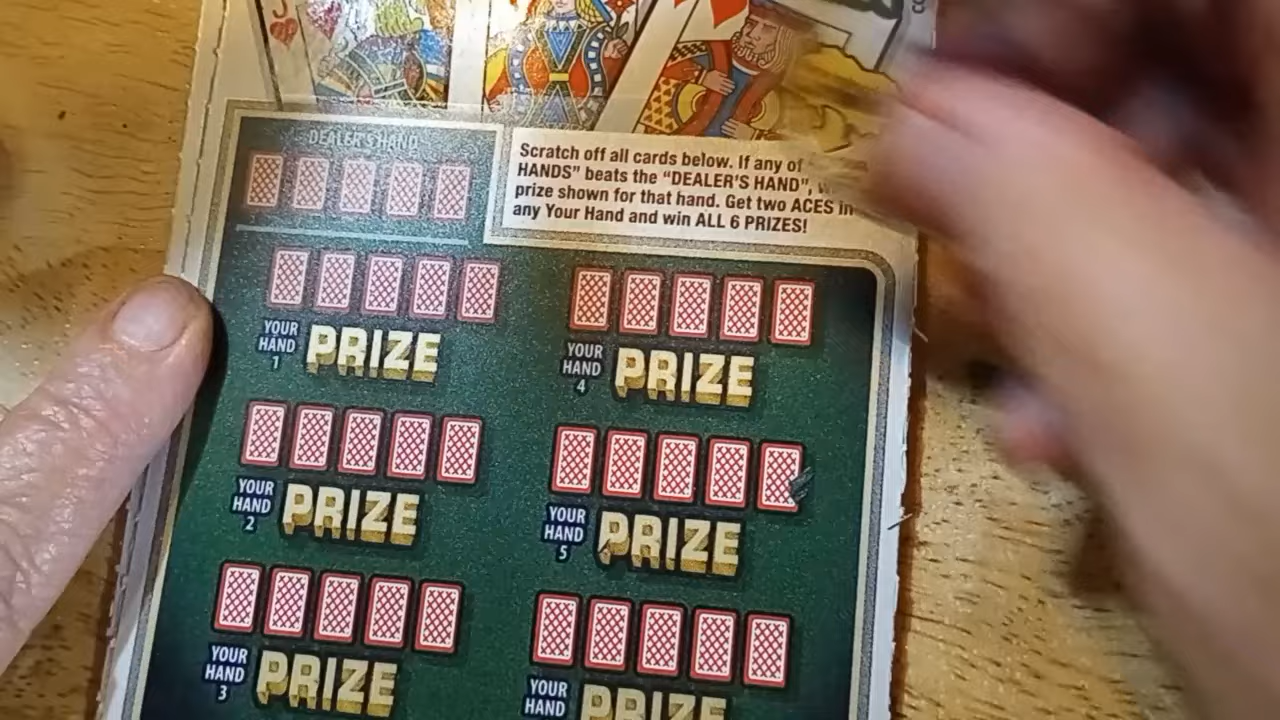 J
DEALER'S HAND
Scratch off all cards below. If any of
HANDS" beats the "DEALER'S HAND",
prize shown for that hand. Get two ACES in
any Your Hand and win ALL 6 PRIZES!
YOUR
HAND
1
PRIZE
YOUR
HAND
4
PRIZE
YOUR
HAND
2
PRIZE
YOUR
HAND
5
PRIZE
YOUR
HAND
3
PRIZE
YOUR
HAND
PRIZE